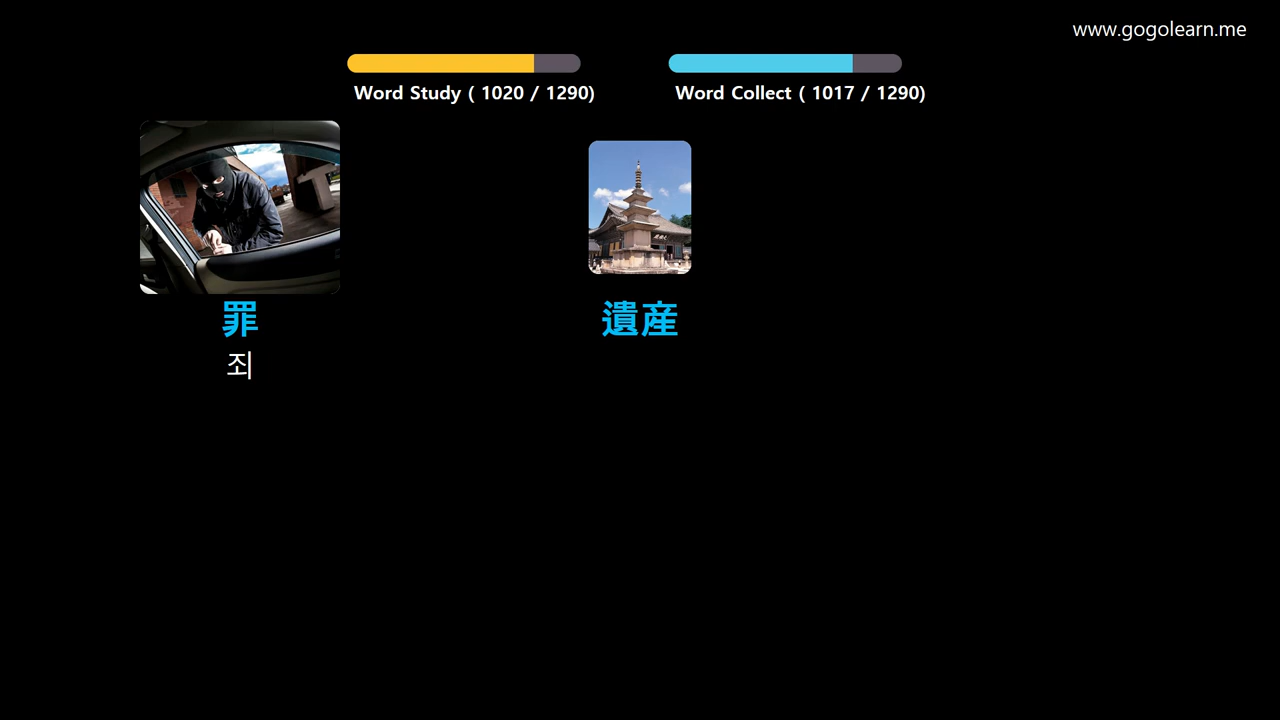 www.gogolearn.me
Word Study ( 1020 / 1290)
Word Collect ( 1017 / 1290)
罪
죄
遺産